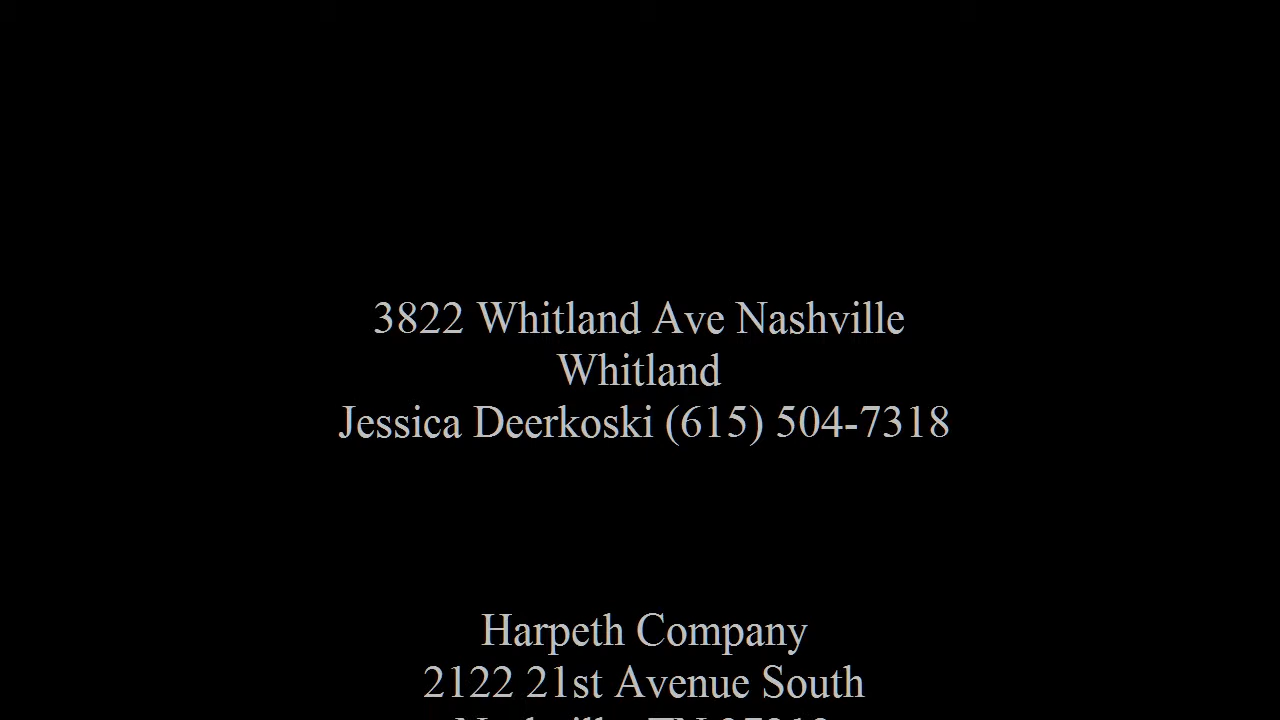 3822 Whitland Ave Nashville
Whitland
Jessica Deerkoski (615) 504-7318
Harpeth Company
2122 21st Avenue South